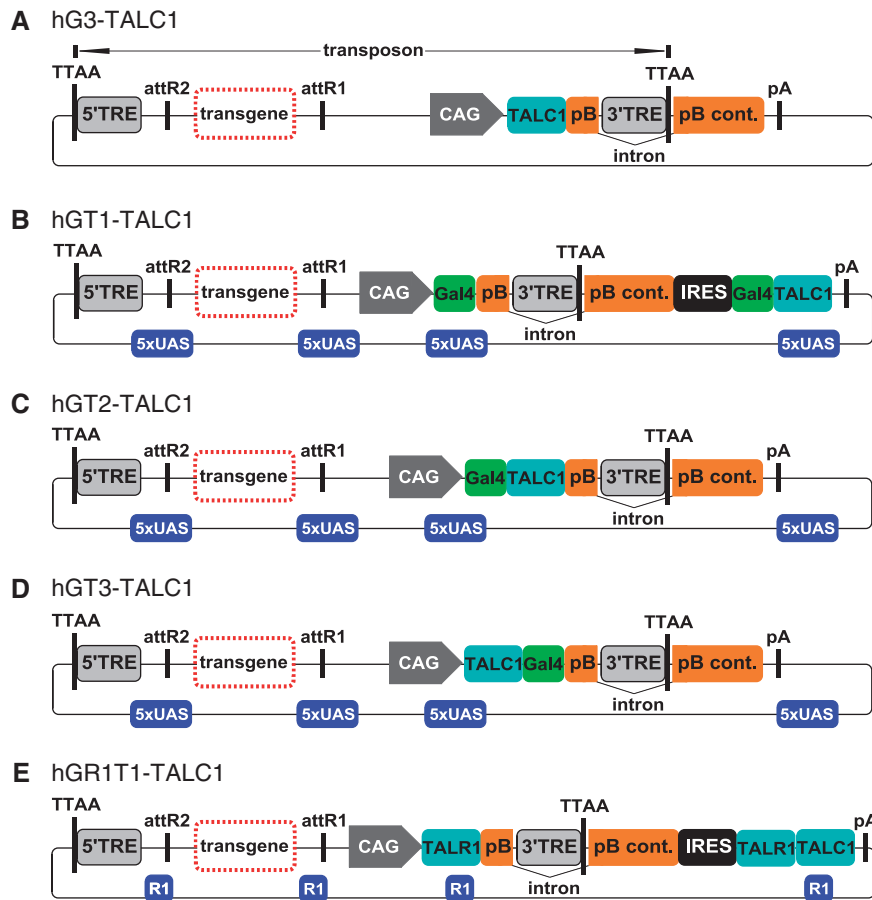 A hG3-TALC1
transposon
TTAA TTAA
attR2 attR1 pA
5'TRE transgene CAG TALC1 pB 3'TRE pB cont.
intron
B hGT1-TALC1
TTAA TTAA
attR2 attR1 pA
5'TRE transgene CAG Gal4 pB 3'TRE pB cont. IRES Gal4 TALC1
intron
5xUAS 5xUAS 5xUAS 5xUAS
C hGT2-TALC1
TTAA TTAA
attR2 attR1 pA
5'TRE transgene CAG Gal4 TALC1 pB 3'TRE pB cont.
intron
5xUAS 5xUAS 5xUAS 5xUAS
D hGT3-TALC1
TTAA TTAA
attR2 attR1 pA
5'TRE transgene CAG TALC1 Gal4 pB 3'TRE pB cont.
intron
5xUAS 5xUAS 5xUAS 5xUAS
E hGR1T1-TALC1
TTAA TTAA
attR2 attR1 pA
5'TRE transgene CAG TALR1 pB 3'TRE pB cont. IRES TALR1 TALC1
intron
R1 R1 R1 R1